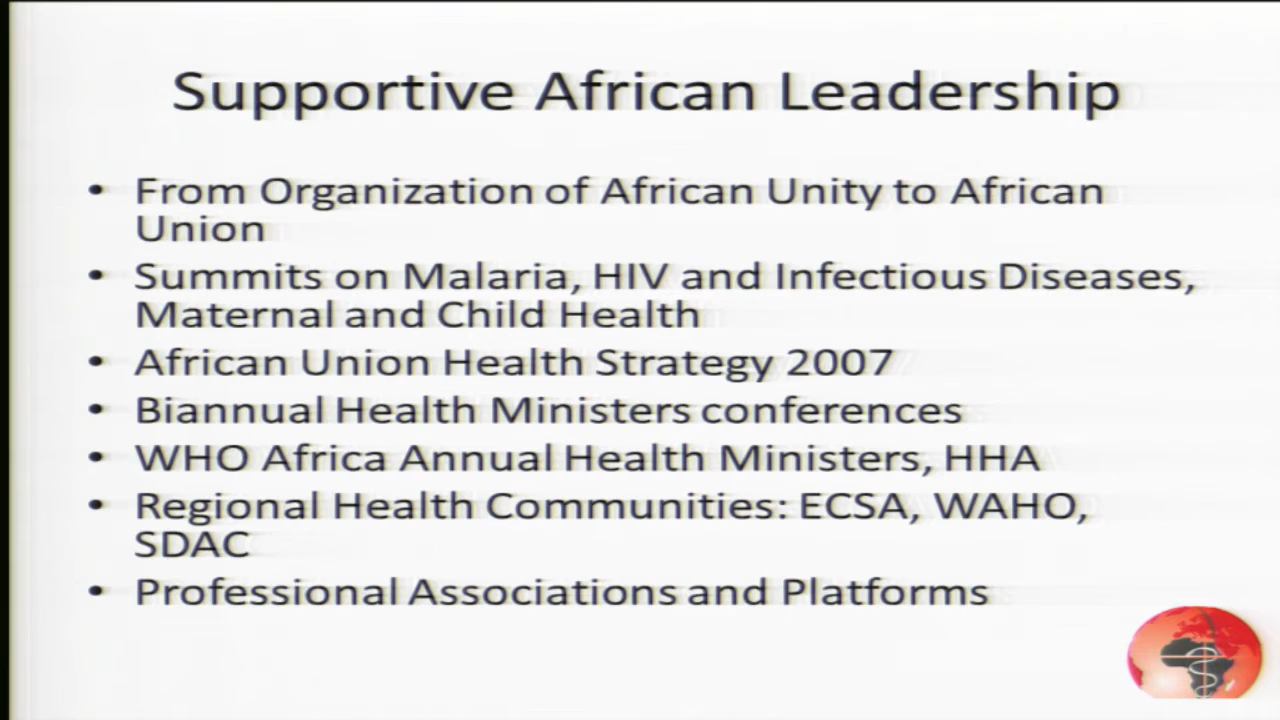 Supportive African Leadership
• From Organization of African Unity to African
Union
• Summits on Malaria, HIV and Infectious Diseases,
Maternal and Child Health
• African Union Health Strategy 2007
• Biannual Health Ministers conferences
• WHO Africa Annual Health Ministers, HHA
• Regional Health Communities: ECSA, WAHO,
SDAC
• Professional Associations and Platforms